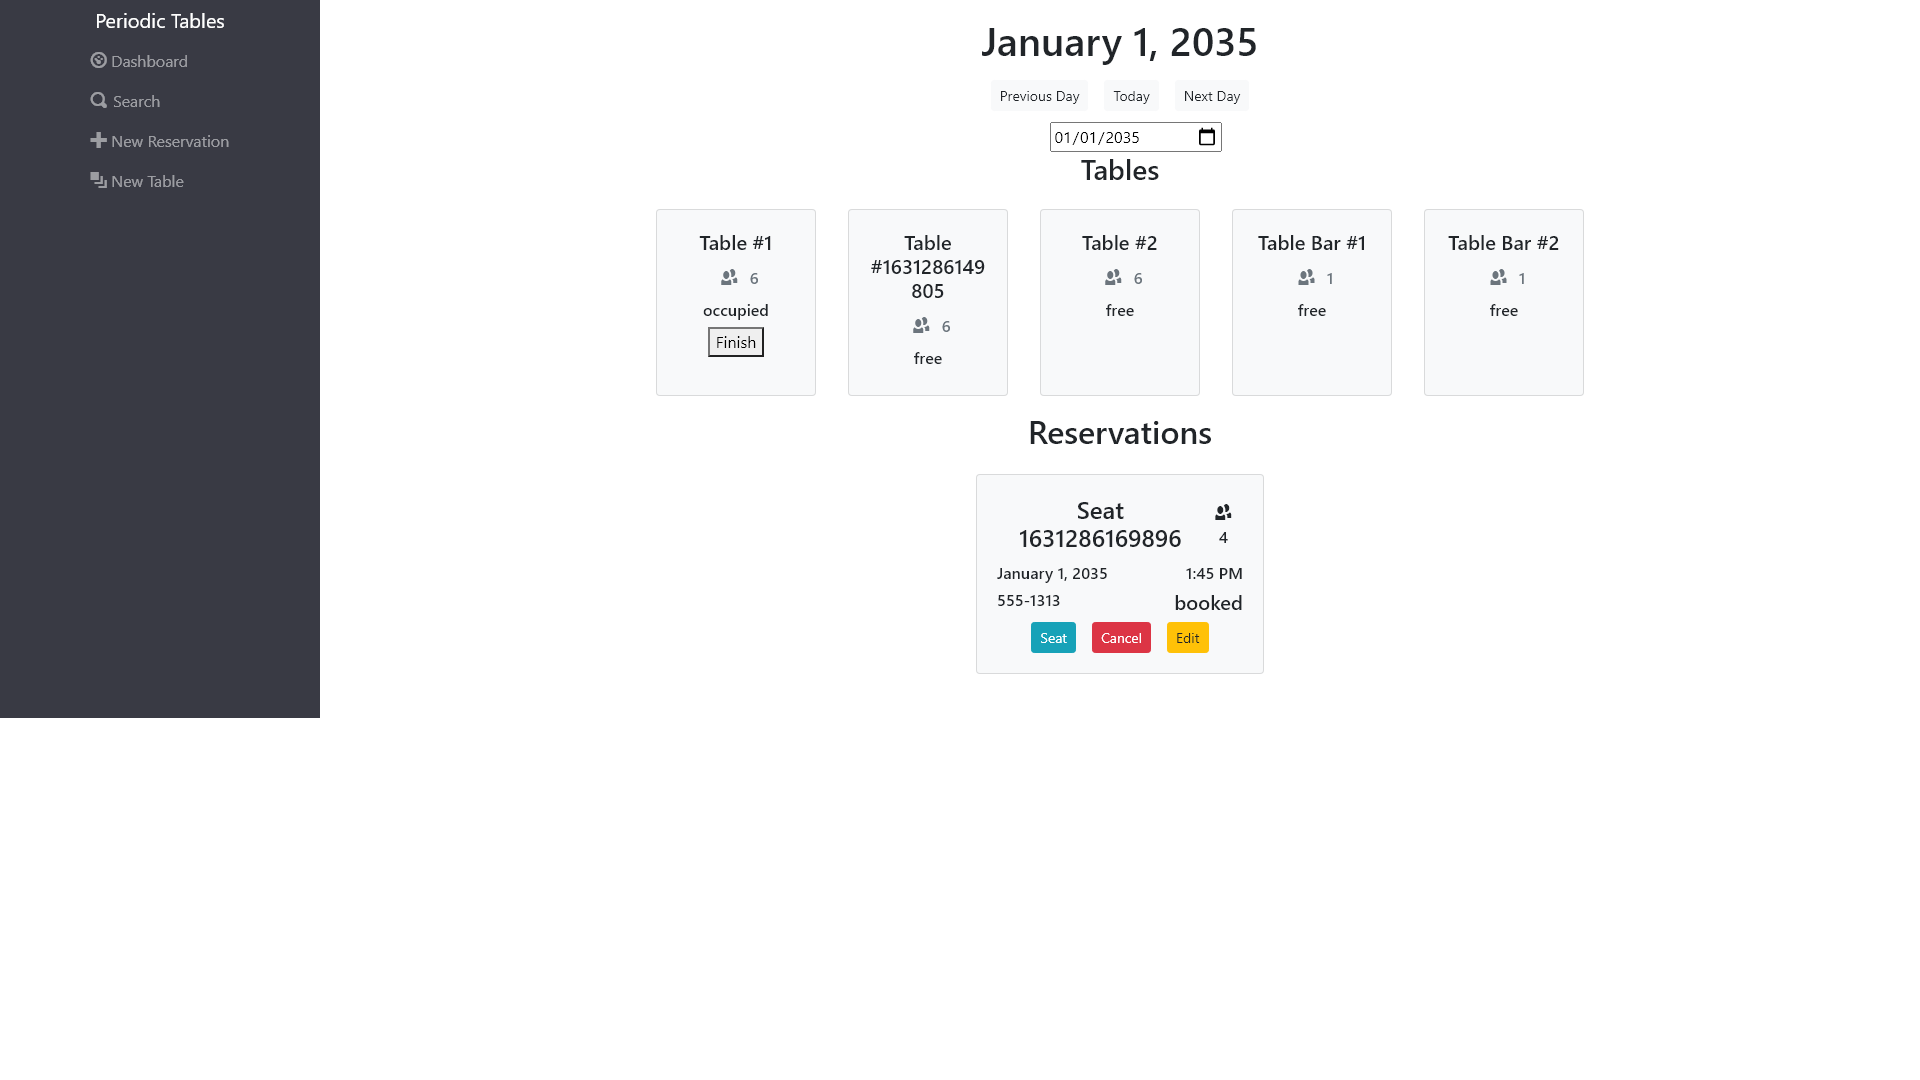 Periodic Tables
Dashboard
Search
New Reservation
New Table
January 1, 2035
Previous Day Today Next Day
01/01/2035
Tables
Table #1
6
occupied
Finish
Table
#1631286149
805
6
free
Table #2
6
free
Table Bar #1
1
free
Table Bar #2
1
free
Reservations
Seat
1631286169896
4
January 1, 2035 1:45 PM
555-1313 booked
Seat Cancel Edit